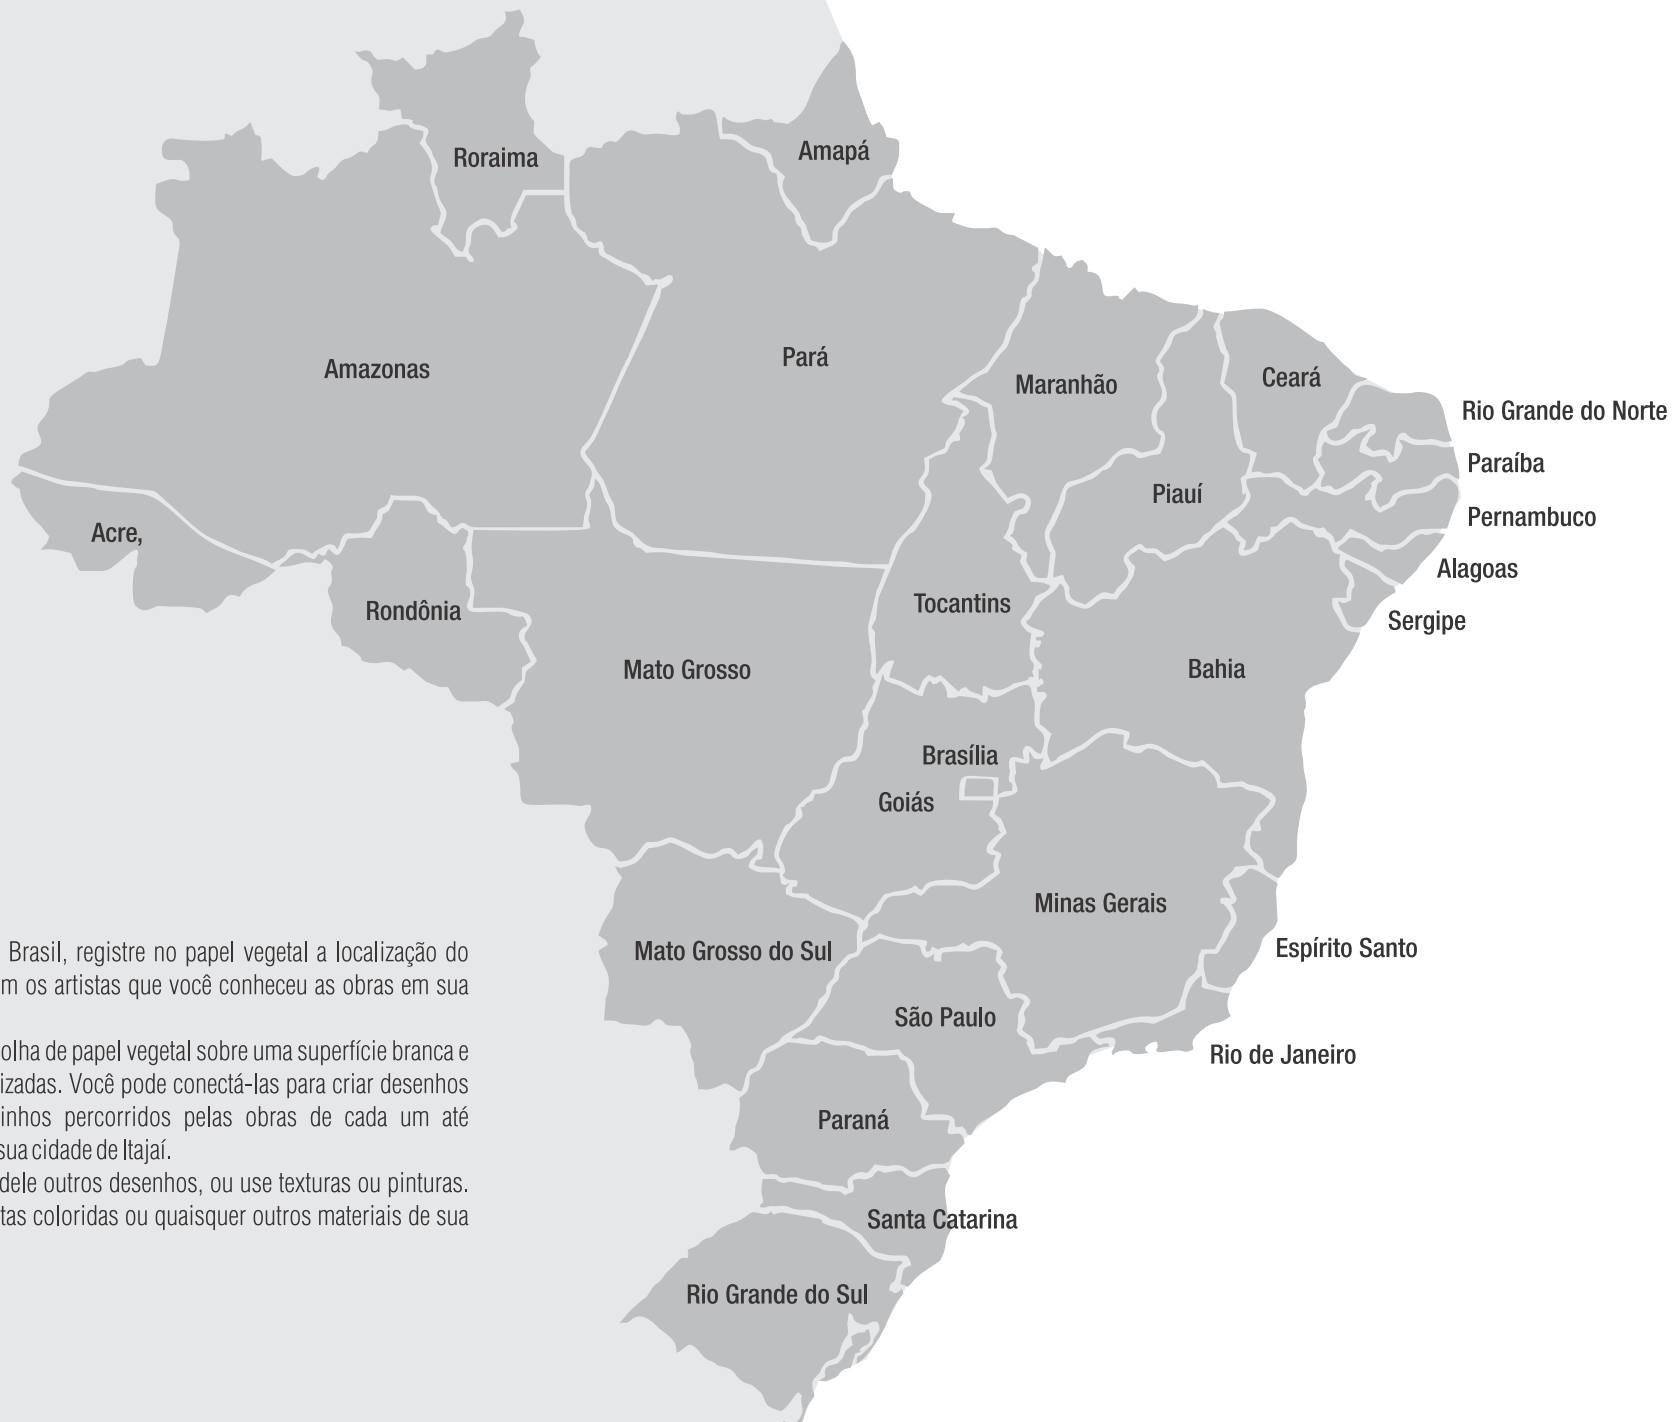 Roraima
Amapá
Amazonas
Pará
Maranhão
Ceará
Rio Grande do Norte
Paraíba
Piauí
Pernambuco
Acre,
Alagoas
Rondônia
Tocantins
Sergipe
Mato Grosso
Bahia
Brasília
Goiás
Minas Gerais
Mato Grosso do Sul
Espírito Santo
São Paulo
Rio de Janeiro
Paraná
Santa Catarina
Rio Grande do Sul
Brasil, registre no papel vegetal a localização do
m os artistas que você conheceu as obras em sua
olha de papel vegetal sobre uma superfície branca e
izadas. Você pode conectá-las para criar desenhos
inhos percorridos pelas obras de cada um até
sua cidade de Itajaí.
dele outros desenhos, ou use texturas ou pinturas.
tas coloridas ou quaisquer outros materiais de sua